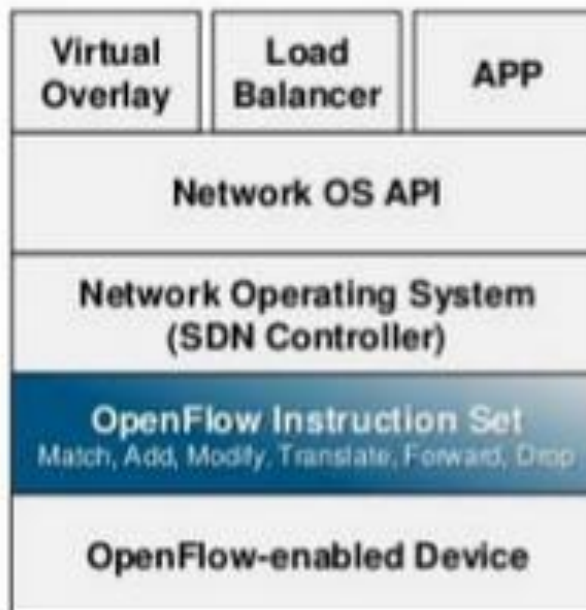 Virtual
Overlay
Load
Balancer
APP
Network OS API
Network Operating System
(SDN Controller)
OpenFlow Instruction Set
Match, Add, Modify, Translate, Forward, Drop
OpenFlow-enabled Device